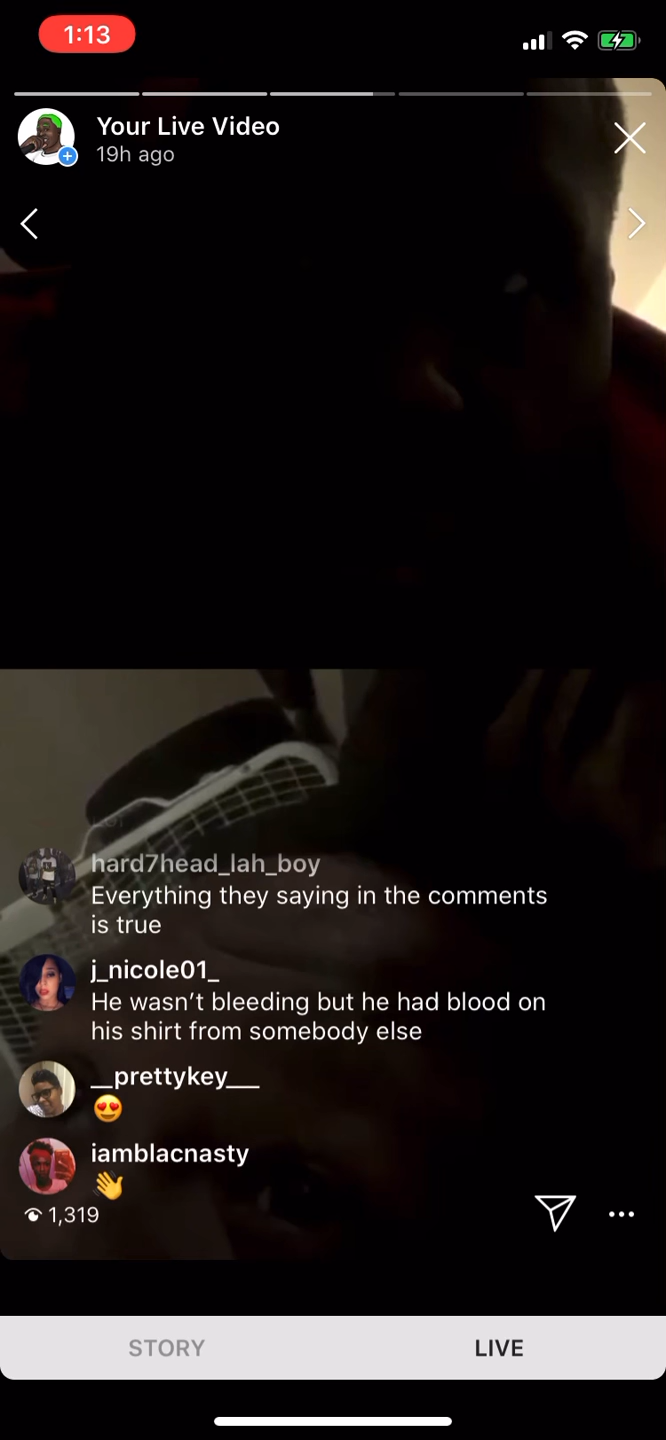 1:13
Your Live Video
19h ago
hard7head_lah_boy
Everything they saying in the comments
is true
j_nicole01_
He wasn't bleeding but he had blood on
his shirt from somebody else
__prettykey___
😍
iamblacnasty
👋
1,319
STORY
LIVE